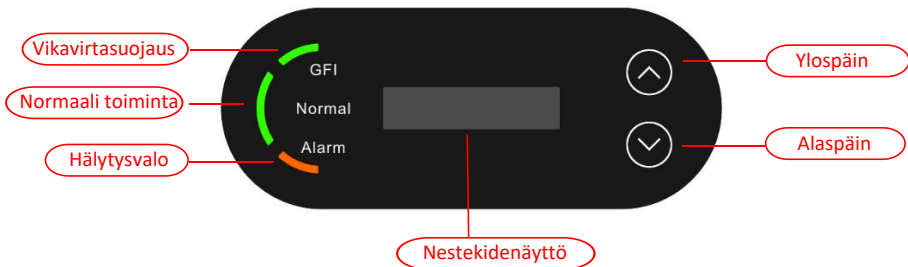 Vikavirtasuojaus
GFI
Ylospäin
Normaali toiminta
Normal
Alarm
Hälytysvalo
Alaspäin
Nestekidenäyttö